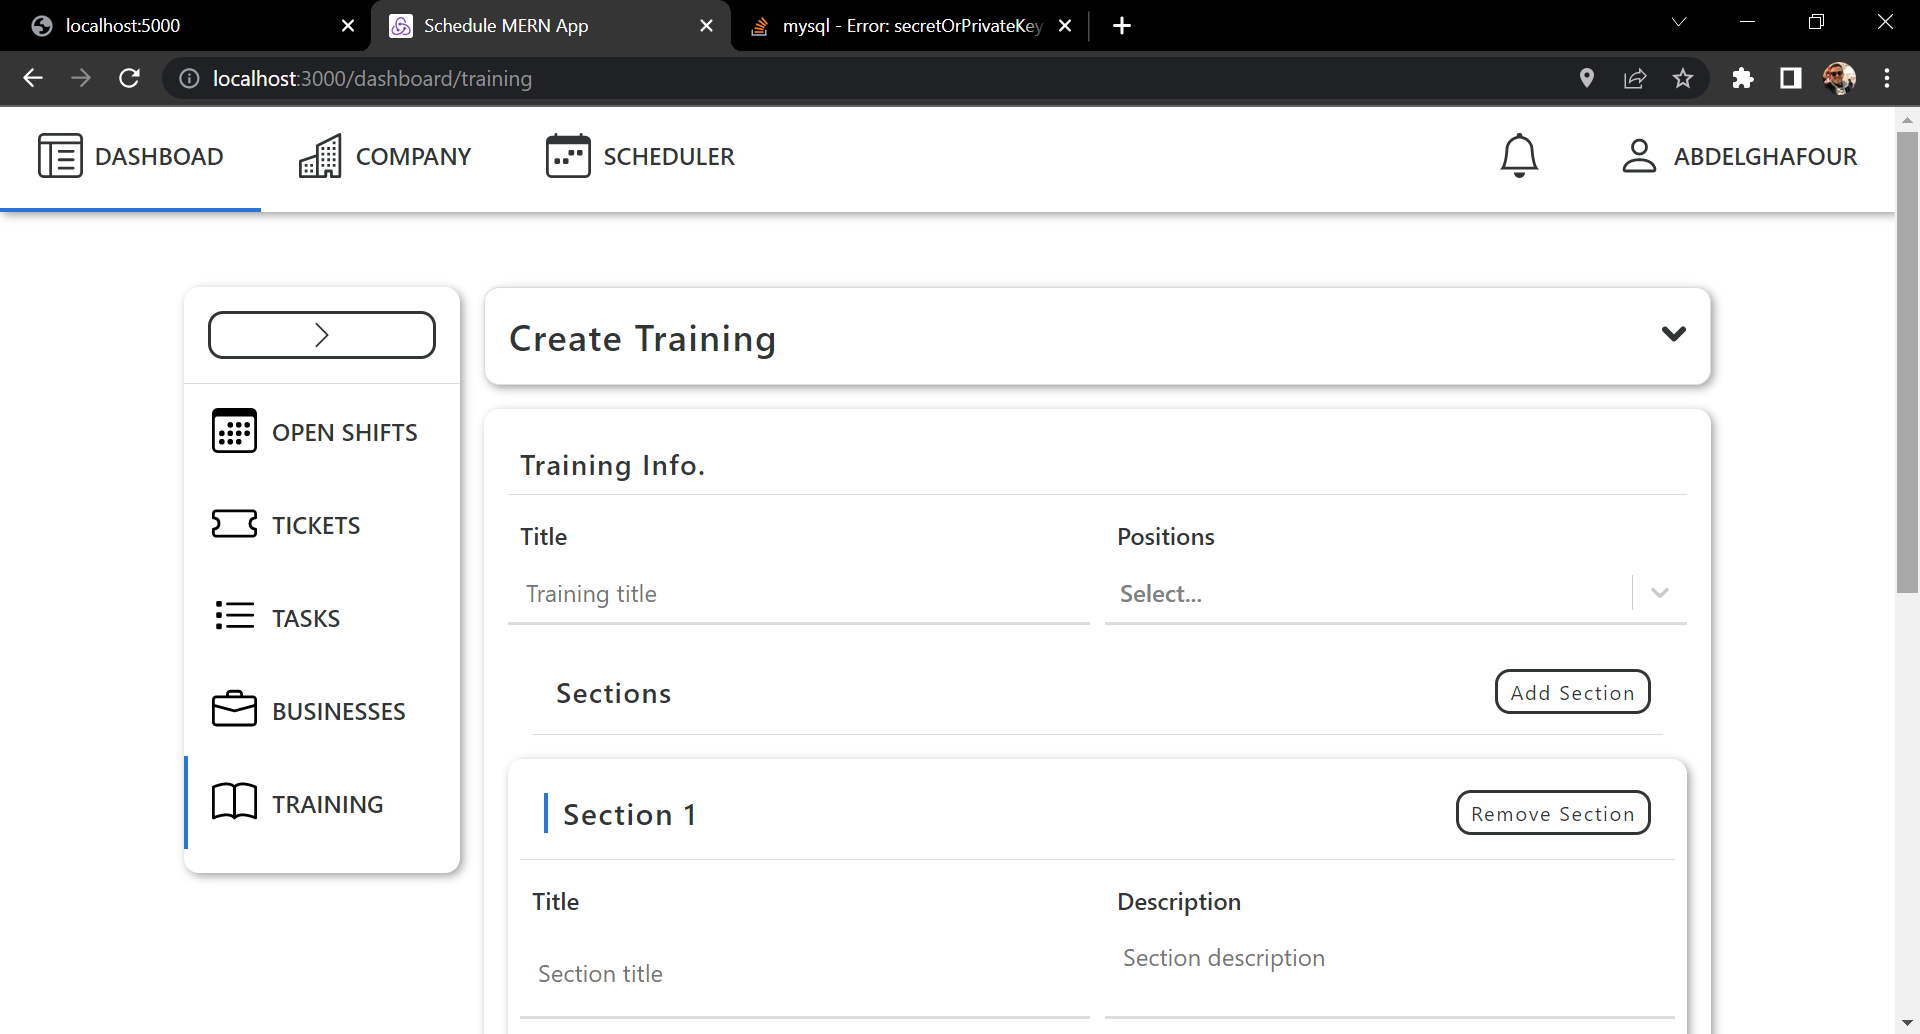 localhost:5000
Schedule MERN App
mysql - Error: secretOrPrivateKey
localhost:3000/dashboard/training
DASHBOAD
COMPANY
SCHEDULER
ABDELGHAFOUR
OPEN SHIFTS
TICKETS
TASKS
BUSINESSES
TRAINING
Create Training
Training Info.
Title
Positions
Training title
Select...
Sections
Add Section
Section 1
Remove Section
Title
Description
Section title
Section description